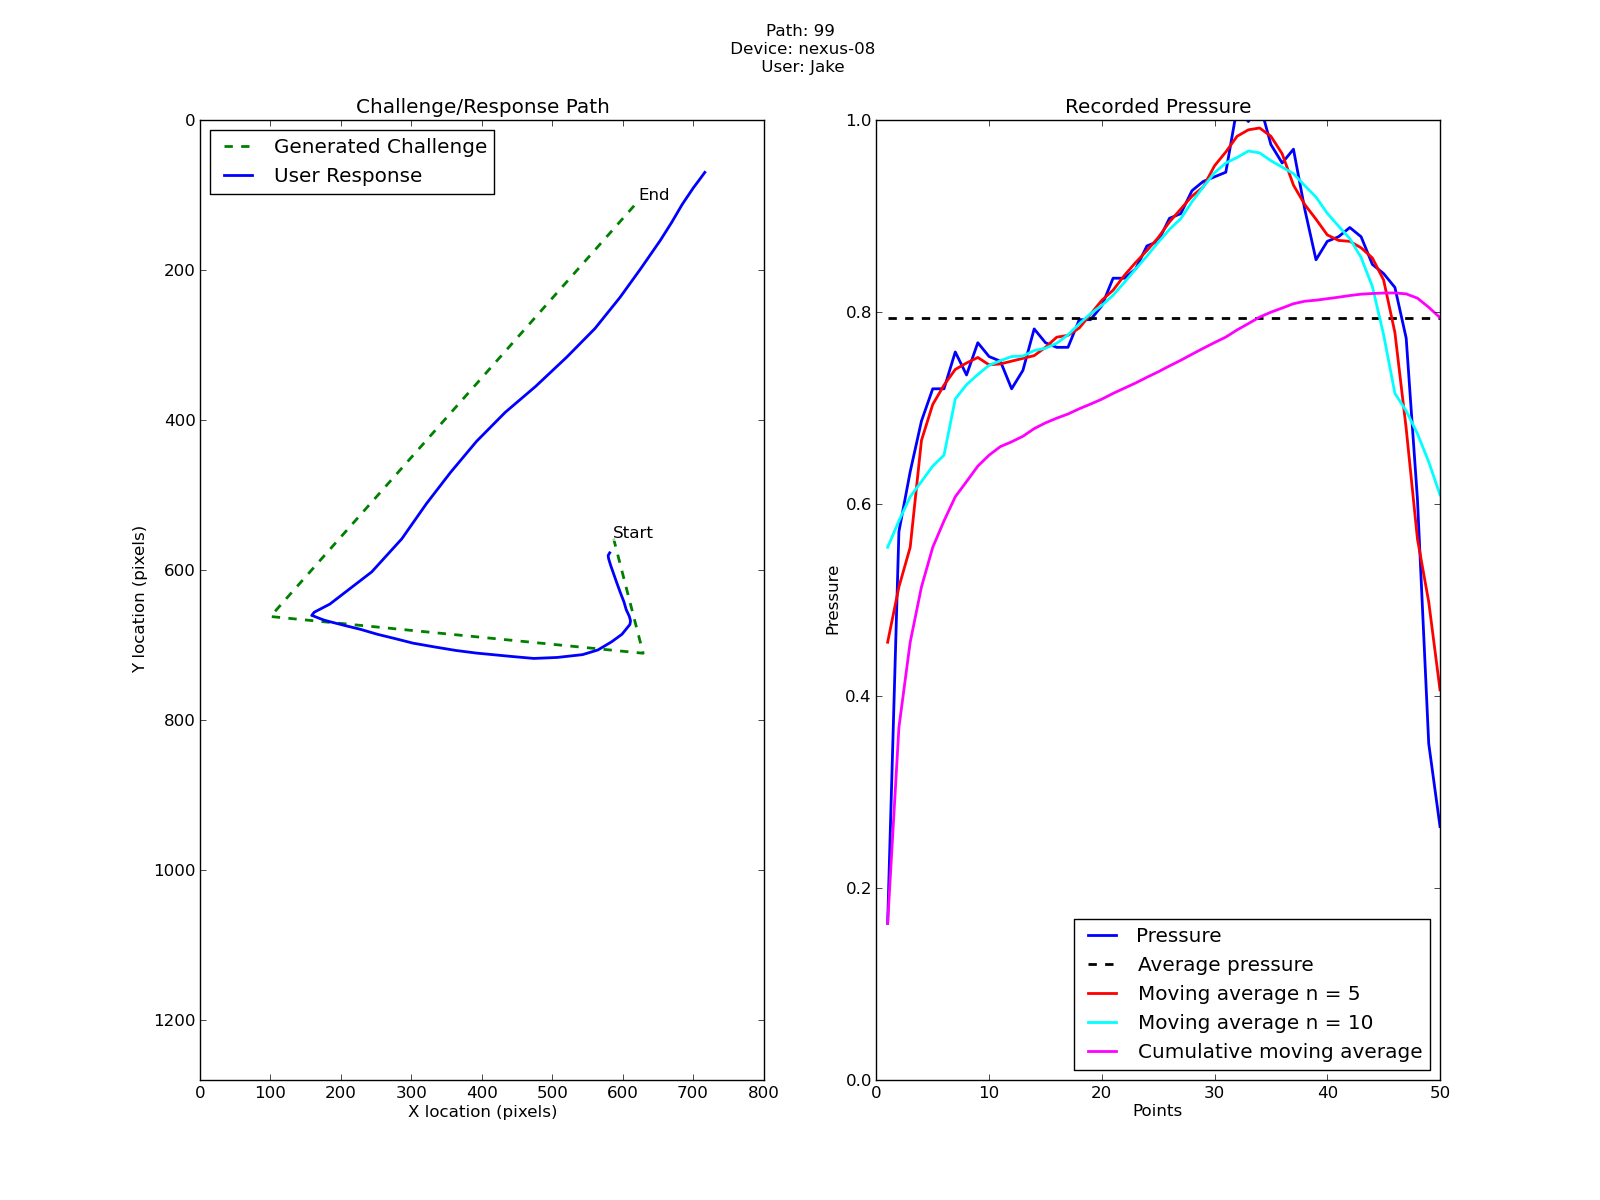 Path: 99
Device: nexus-08
User: Jake
Challenge/Response Path
Generated Challenge
User Response
End
Start
0
200
400
600
800
1000
1200
Y location (pixels)
0 100 200 300 400 500 600 700 800
X location (pixels)
Recorded Pressure
1.0
0.8
0.6
0.4
0.2
0.0
Pressure
Pressure
Average pressure
Moving average n = 5
Moving average n = 10
Cumulative moving average
0 10 20 30 40 50
Points